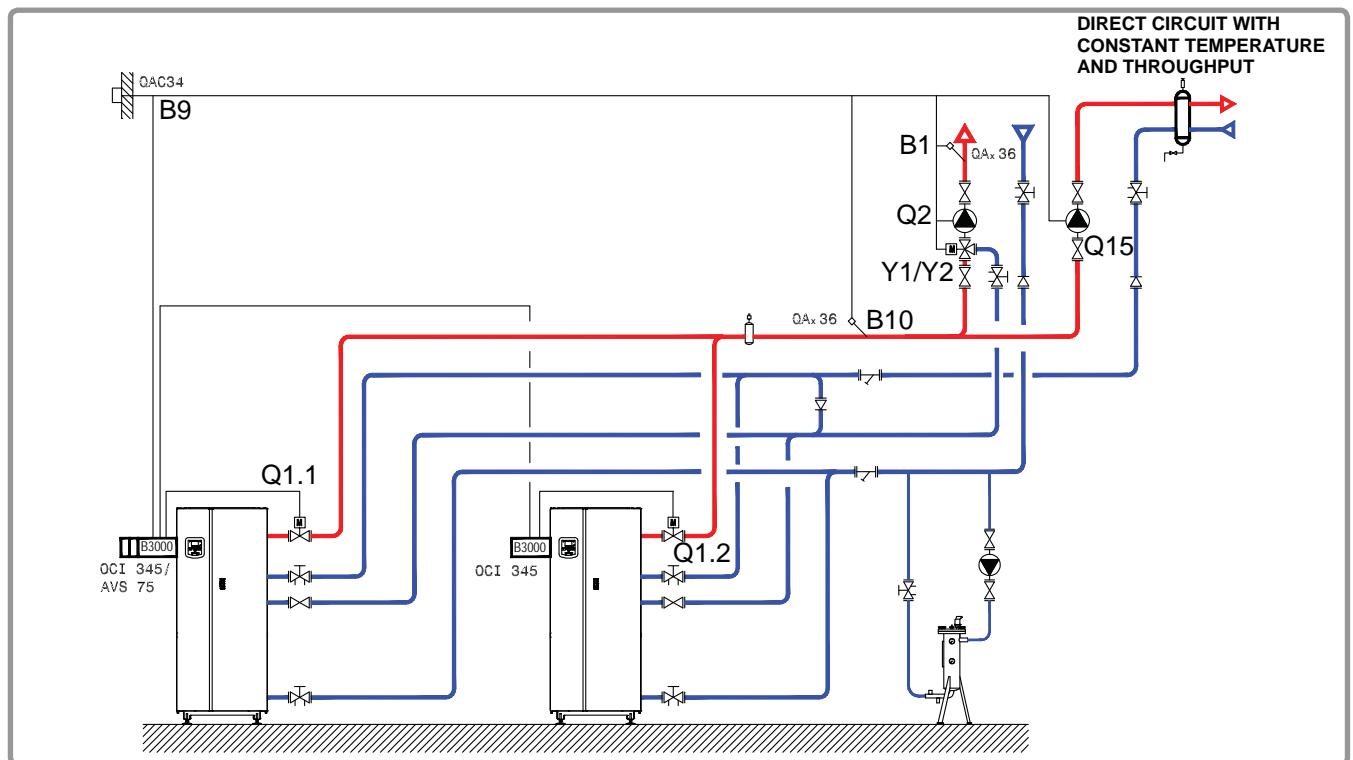 DIRECT CIRCUIT WITH
CONSTANT TEMPERATURE
AND THROUGHPUT
QAC34
B9
B1
QAx 36
Q2
Q15
Y1/Y2
QAx 36
B10
Q1.1
M
M
M
B3000
OCI 345/
AVS 75
B3000
OCI 345
Q1.2